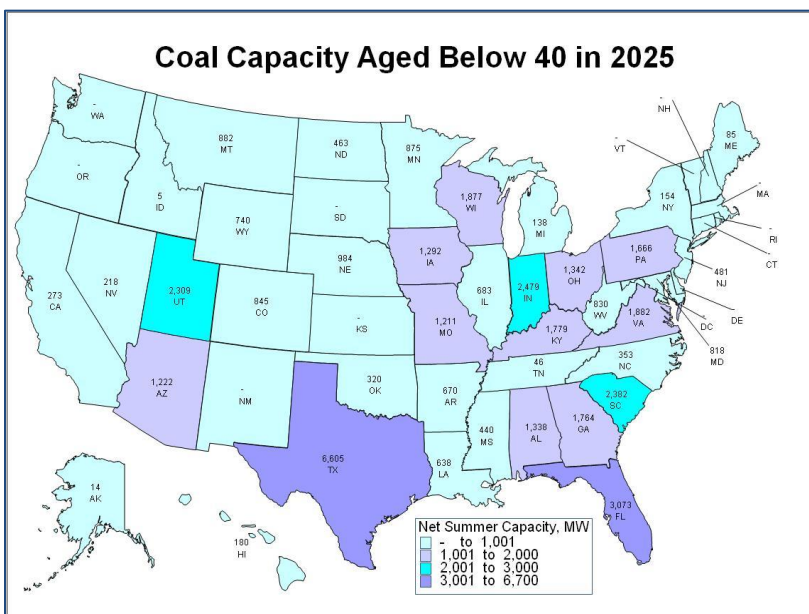 Coal Capacity Aged Below 40 in 2025
-
WA
-
OR
5
ID
882
MT
463
ND
875
MN
-
SD
740
WY
984
NE
1,877
WI
138
MI
1,292
IA
273
CA
218
NV
2,309
UT
845
CO
-
KS
1,211
MO
683
IL
2,479
IN
1,342
OH
1,666
PA
154
NY
-
VT
-
NH
85
ME
-
MA
-
RI
-
CT
481
NJ
-
DE
-
DC
818
MD
830
WV
1,882
VA
1,779
KY
46
TN
353
NC
2,382
SC
1,222
AZ
-
NM
320
OK
670
AR
6,605
TX
638
LA
440
MS
1,338
AL
1,764
GA
3,073
FL
14
AK
180
HI
Net Summer Capacity, MW
- to 1,001
1,001 to 2,000
2,001 to 3,000
3,001 to 6,700